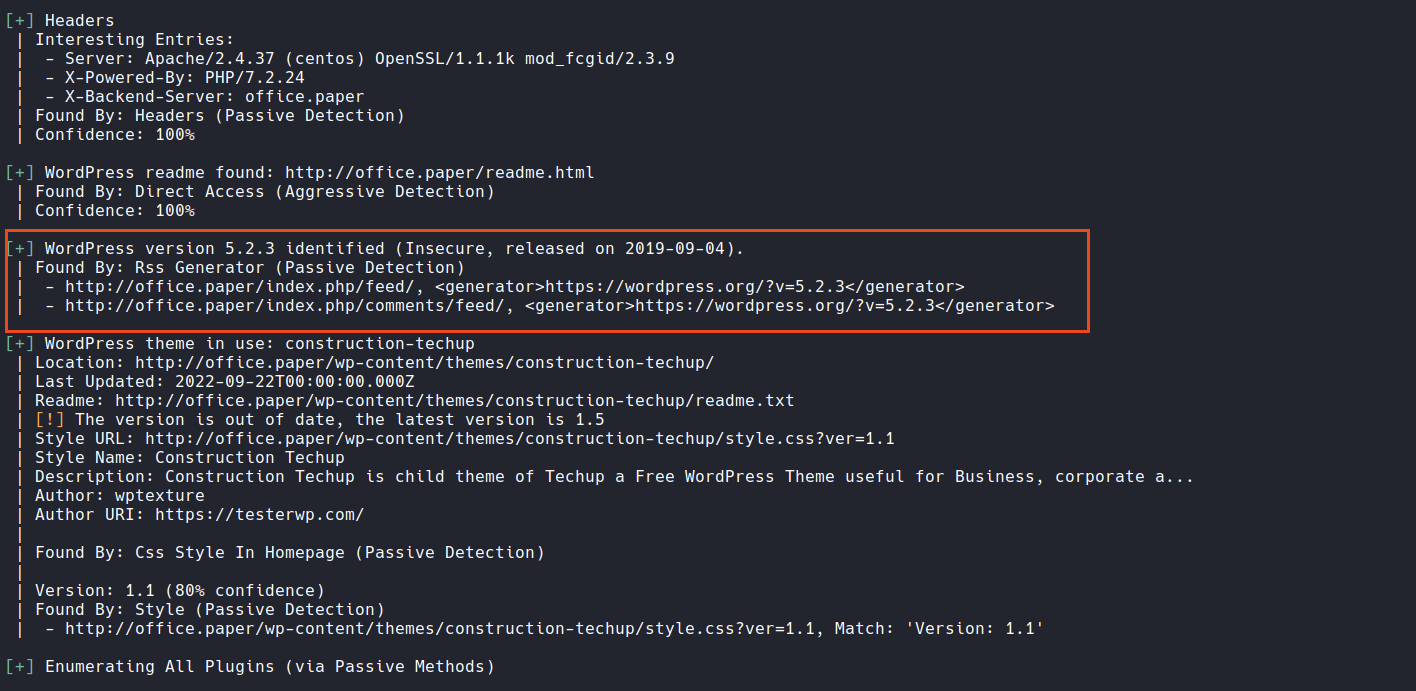 [+] Headers
| Interesting Entries:
|  - Server: Apache/2.4.37 (centos) OpenSSL/1.1.1k mod_fcgid/2.3.9
|  - X-Powered-By: PHP/7.2.24
|  - X-Backend-Server: office.paper
| Found By: Headers (Passive Detection)
| Confidence: 100%
[+] WordPress readme found: http://office.paper/readme.html
| Found By: Direct Access (Aggressive Detection)
| Confidence: 100%
[+] WordPress version 5.2.3 identified (Insecure, released on 2019-09-04).
| Found By: Rss Generator (Passive Detection)
|  - http://office.paper/index.php/feed/, <generator>https://wordpress.org/?v=5.2.3</generator>
|  - http://office.paper/index.php/comments/feed/, <generator>https://wordpress.org/?v=5.2.3</generator>
[+] WordPress theme in use: construction-techup
| Location: http://office.paper/wp-content/themes/construction-techup/
| Last Updated: 2022-09-22T00:00:00.000Z
| Readme: http://office.paper/wp-content/themes/construction-techup/readme.txt
| [!] The version is out of date, the latest version is 1.5
| Style URL: http://office.paper/wp-content/themes/construction-techup/style.css?ver=1.1
| Style Name: Construction Techup
| Description: Construction Techup is child theme of Techup a Free WordPress Theme useful for Business, corporate a...
| Author: wptexture
| Author URI: https://testerwp.com/
|
| Found By: Css Style In Homepage (Passive Detection)
|
| Version: 1.1 (80% confidence)
| Found By: Style (Passive Detection)
|  - http://office.paper/wp-content/themes/construction-techup/style.css?ver=1.1, Match: 'Version: 1.1'
[+] Enumerating All Plugins (via Passive Methods)